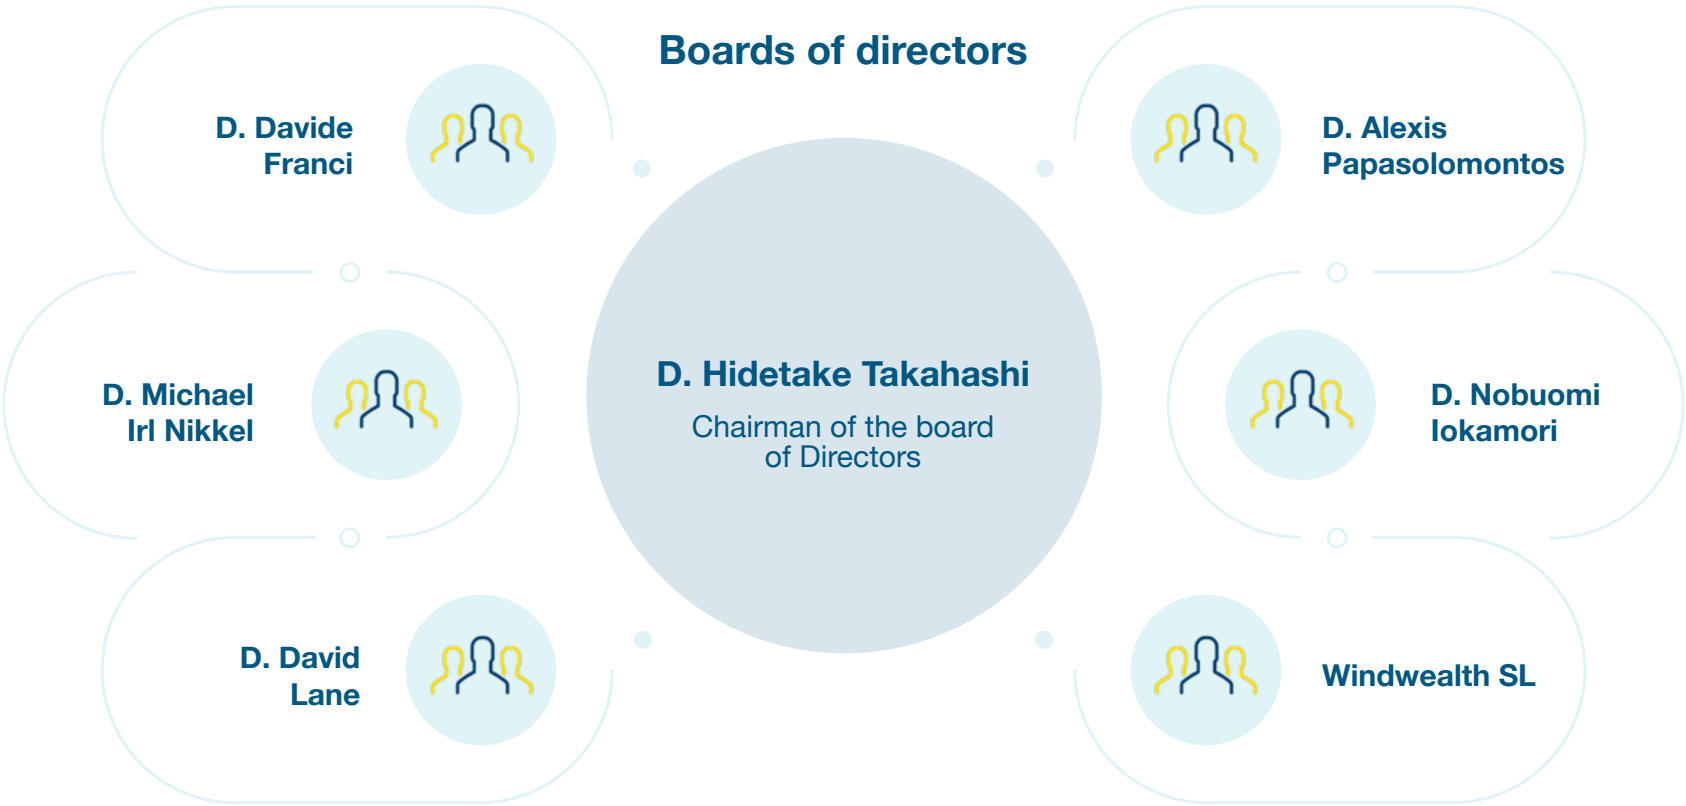 Boards of directors
D. Davide
Franci
D. Alexis
Papasolomontos
D. Hidetake Takahashi
Chairman of the board
of Directors
D. Michael
Irl Nikkel
D. Nobuomi
Iokamori
D. David
Lane
Windwealth SL